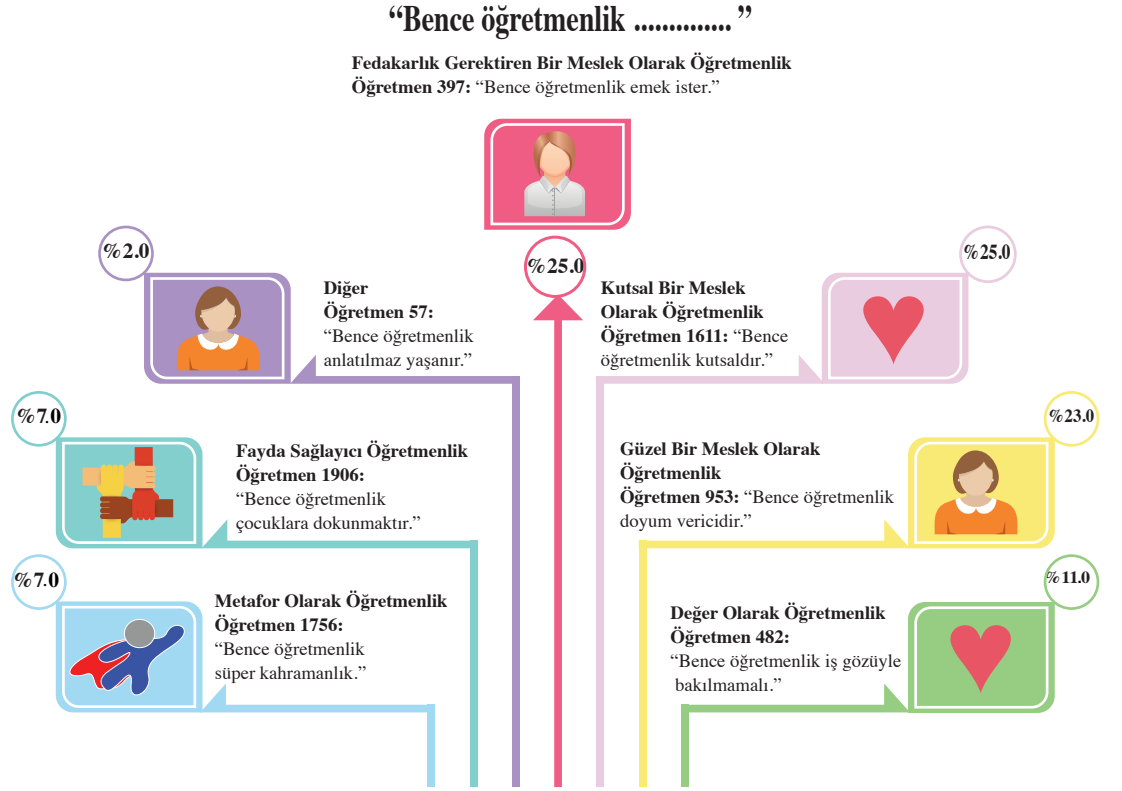 “Bence öğretmenlik .............. ”
Fedakarlık Gerektiren Bir Meslek Olarak Öğretmenlik
Öğretmen 397: “Bence öğretmenlik emek ister.”
%2.0
Diğer
Öğretmen 57:
“Bence öğretmenlik
anlatılmaz yaşanır.”
%25.0
Kutsal Bir Meslek
Olarak Öğretmenlik
Öğretmen 1611: “Bence
öğretmenlik kutsaldır.”
%25.0
%7.0
Fayda Sağlayıcı Öğretmenlik
Öğretmen 1906:
“Bence öğretmenlik
çocuklara dokunmaktır.”
Güzel Bir Meslek Olarak
Öğretmenlik
Öğretmen 953: “Bence öğretmenlik
doyum vericidir.”
%23.0
%7.0
Metafor Olarak Öğretmenlik
Öğretmen 1756:
“Bence öğretmenlik
süper kahramanlık.”
Değer Olarak Öğretmenlik
Öğretmen 482:
“Bence öğretmenlik iş gözüyle
bakılmamalı.”
%11.0